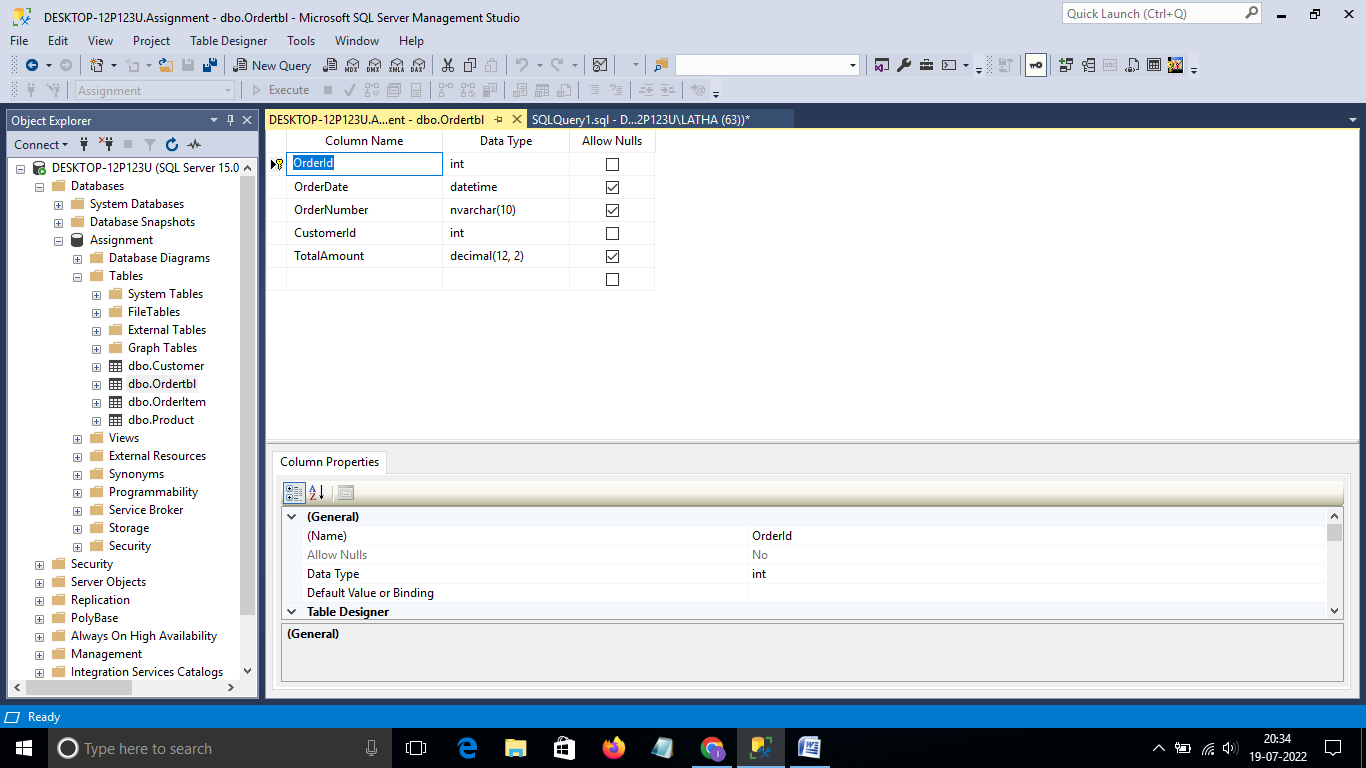 DESKTOP-12P123U.Assignment - dbo.Ordertbl - Microsoft SQL Server Management Studio
Quick Launch (Ctrl+Q)
File Edit View Project Table Designer Tools Window Help
New Query MDX DMX XMLA DAX
Assignment Execute
Object Explorer
Connect
DESKTOP-12P123U (SQL Server 15.0
Databases
System Databases
Database Snapshots
Assignment
Database Diagrams
Tables
System Tables
FileTables
External Tables
Graph Tables
dbo.Customer
dbo.Ordertbl
dbo.OrderItem
dbo.Product
Views
External Resources
Synonyms
Programmability
Service Broker
Storage
Security
Security
Server Objects
Replication
PolyBase
Always On High Availability
Management
Integration Services Catalogs
DESKTOP-12P123U.A...ent - dbo.Ordertbl SQLQuery1.sql - D...2P123U\LATHA (63))*
Column Name Data Type Allow Nulls
OrderId int
OrderDate datetime
OrderNumber nvarchar(10)
CustomerId int
TotalAmount decimal(12, 2)
Column Properties
A Z
(General)
(Name) OrderId
Allow Nulls No
Data Type int
Default Value or Binding
Table Designer
(General)
Ready
Type here to search
20:34
19-07-2022